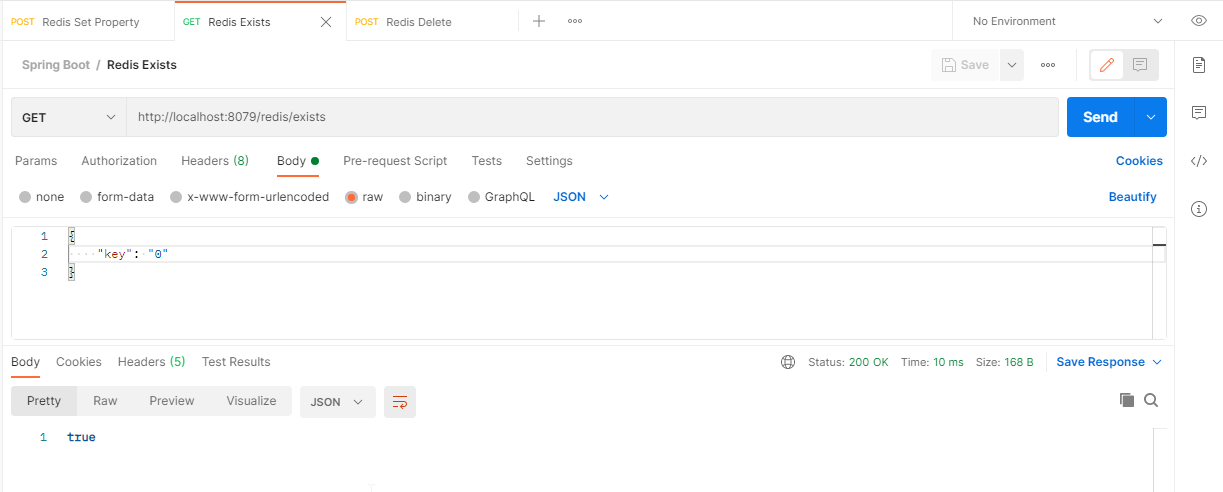 POST Redis Set Property GET Redis Exists POST Redis Delete No Environment
Spring Boot / Redis Exists Save
GET http://localhost:8079/redis/exists Send
Params Authorization Headers (8) Body Pre-request Script Tests Settings Cookies
none form-data x-www-form-urlencoded raw binary GraphQL JSON Beautify
1 {
2 "key": "0"
3 }
Body Cookies Headers (5) Test Results Status: 200 OK Time: 10 ms Size: 168 B Save Response
Pretty Raw Preview Visualize JSON
1 true